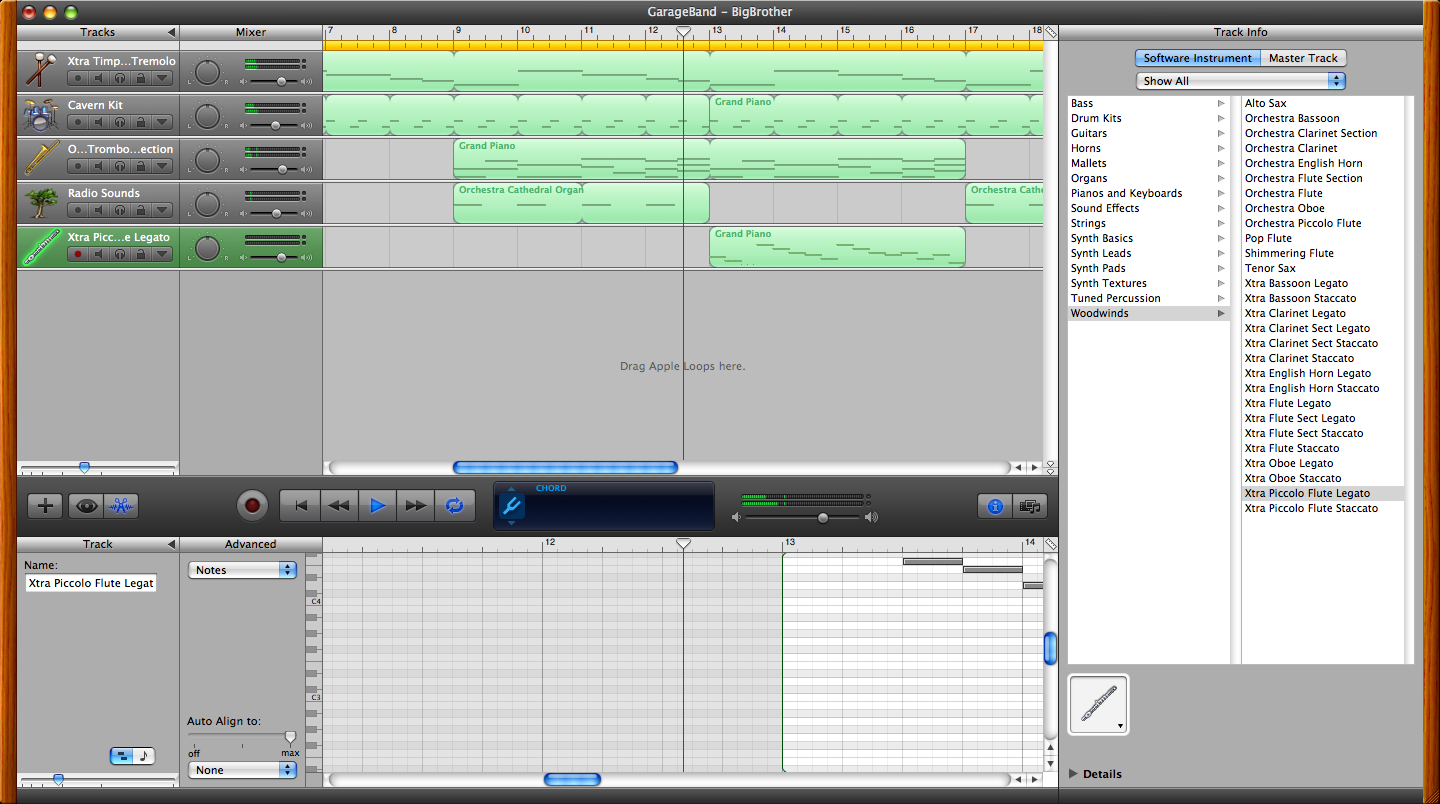 GarageBand – BigBrother
Tracks
Mixer
7 8 9 10 11 12 13 14 15 16 17 18
Track Info
Software Instrument Master Track
Show All
Xtra Timp...Tremolo
L R
Cavern Kit
L R
Grand Piano
O...Trombo...ection
L R
Grand Piano
Radio Sounds
L R
Orchestra Cathedral Organ
Orchestra Cathe
Xtra Picc...e Legato
L R
Grand Piano
Drag Apple Loops here.
Bass
Drum Kits
Guitars
Horns
Mallets
Organs
Pianos and Keyboards
Sound Effects
Strings
Synth Basics
Synth Leads
Synth Pads
Synth Textures
Tuned Percussion
Woodwinds
Alto Sax
Orchestra Bassoon
Orchestra Clarinet Section
Orchestra Clarinet
Orchestra English Horn
Orchestra Flute Section
Orchestra Flute
Orchestra Oboe
Orchestra Piccolo Flute
Pop Flute
Shimmering Flute
Tenor Sax
Xtra Bassoon Legato
Xtra Bassoon Staccato
Xtra Clarinet Legato
Xtra Clarinet Sect Legato
Xtra Clarinet Sect Staccato
Xtra Clarinet Staccato
Xtra English Horn Legato
Xtra English Horn Staccato
Xtra Flute Legato
Xtra Flute Sect Legato
Xtra Flute Sect Staccato
Xtra Flute Staccato
Xtra Oboe Legato
Xtra Oboe Staccato
Xtra Piccolo Flute Legato
Xtra Piccolo Flute Staccato
CHORD
Track
Advanced
12 13 14
Name:
Xtra Piccolo Flute Legat
Notes
C4
C3
Auto Align to:
off max
None
Details